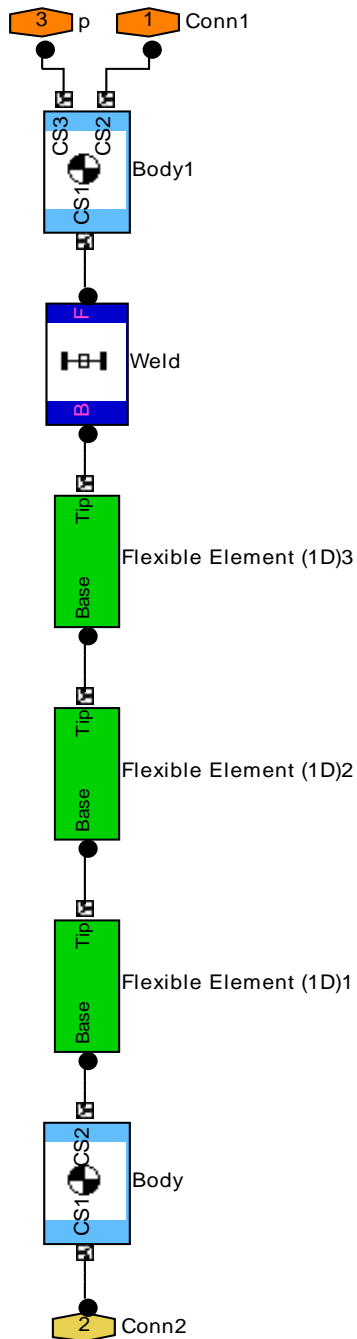 3 p
1 Conn1
CS3 CS2
CS1
Body1
F
Weld
B
Tip
Flexible Element (1D)3
Base
Tip
Flexible Element (1D)2
Base
Tip
Flexible Element (1D)1
Base
CS2
CS1
Body
2 Conn2